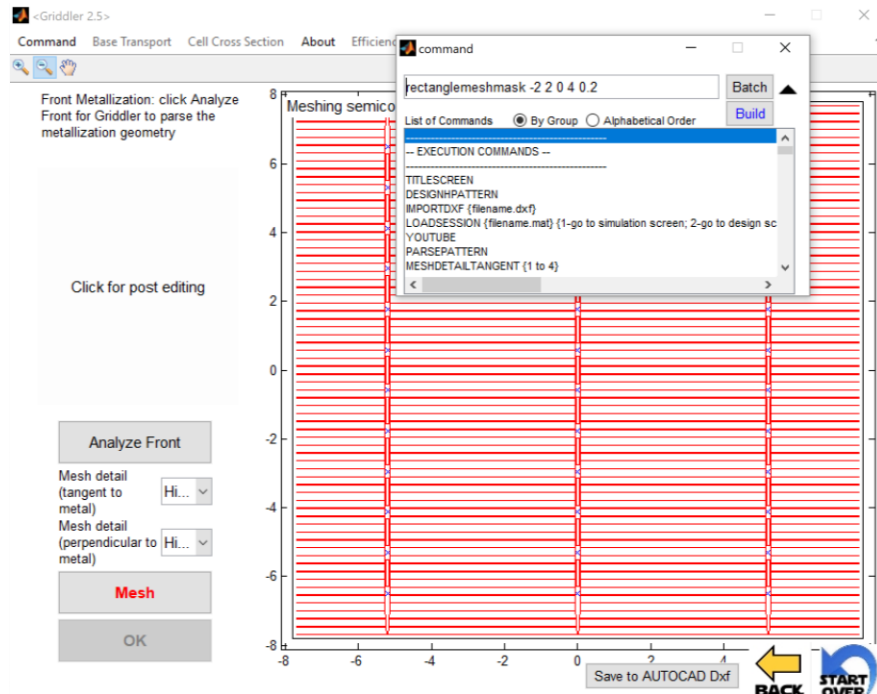 <Griddler 2.5>
Command Base Transport Cell Cross Section About
command
rectanglemeshmask -2 2 0 4 0.2
Batch
List of Commands By Group Alphabetical Order
Build
-- EXECUTION COMMANDS --
TITLESCREEN
DESIGNHPATTERN
IMPORTDXF {filename.dxf}
LOADSESSION {filename.mat} {1-go to simulation screen; 2-go to design sc
YOUTUBE
PARSEPATTERN
MESHDETAILTANGENT {1 to 4}
Front Metallization: click Analyze
Front for Griddler to parse the
metallization geometry
Click for post editing
Analyze Front
Mesh detail
(tangent to
metal)
Hi...
Mesh detail
(perpendicular to
metal)
Hi...
Mesh
OK
Meshing semico
8
6
4
2
0
-2
-4
-6
-8
-8 -6 -4 -2 0 2 4
Save to AUTOCAD Dxf
BACK
START
OVER